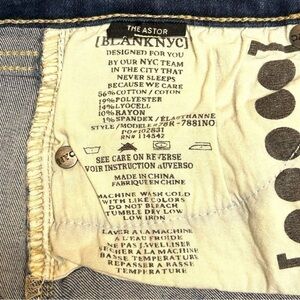 THE ASTOR
[BLANKNYC]
DESIGNED FOR YOU
BY OUR NYC TEAM
IN THE CITY THAT
NEVER SLEEPS
BECAUSE WE CARE
56% COTTON / COTON
19% POLYESTER
14% LYOCELL
10% RAYON
1% SPANDEX / ÉLASTHANNE
STYLE/MODELE#78R-7881NO
PO#102831
RN# 114542
NYC
SEE CARE ON REVERSE
VOIR INSTRUCTION AUVERSO
MADE IN CHINA
FABRIQUE EN CHINE
MACHINE WASH COLD
WITH LIKE COLORS
DO NOT BLEACH
TUMBLE DRY LOW
LOW IRON
LAVER A LA MACHINE
A L'EAU FROIDE
NE PAS JAVELLISER
SECHER A LA MACHINE
BASSE TEMPERATURE
REPASSER A BASSE
TEMPERATURE